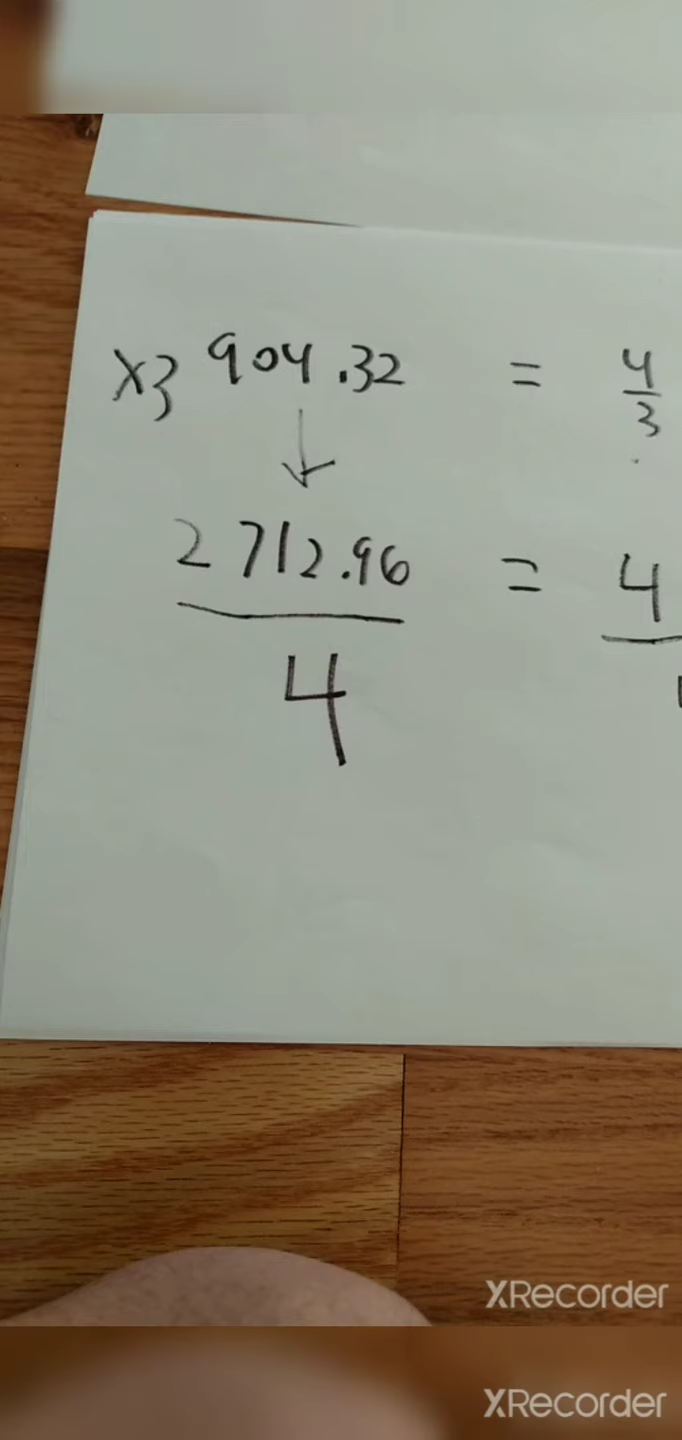 x3 904.32 = 4/3
↓
2712.96 = 4
4
XRecorder
XRecorder